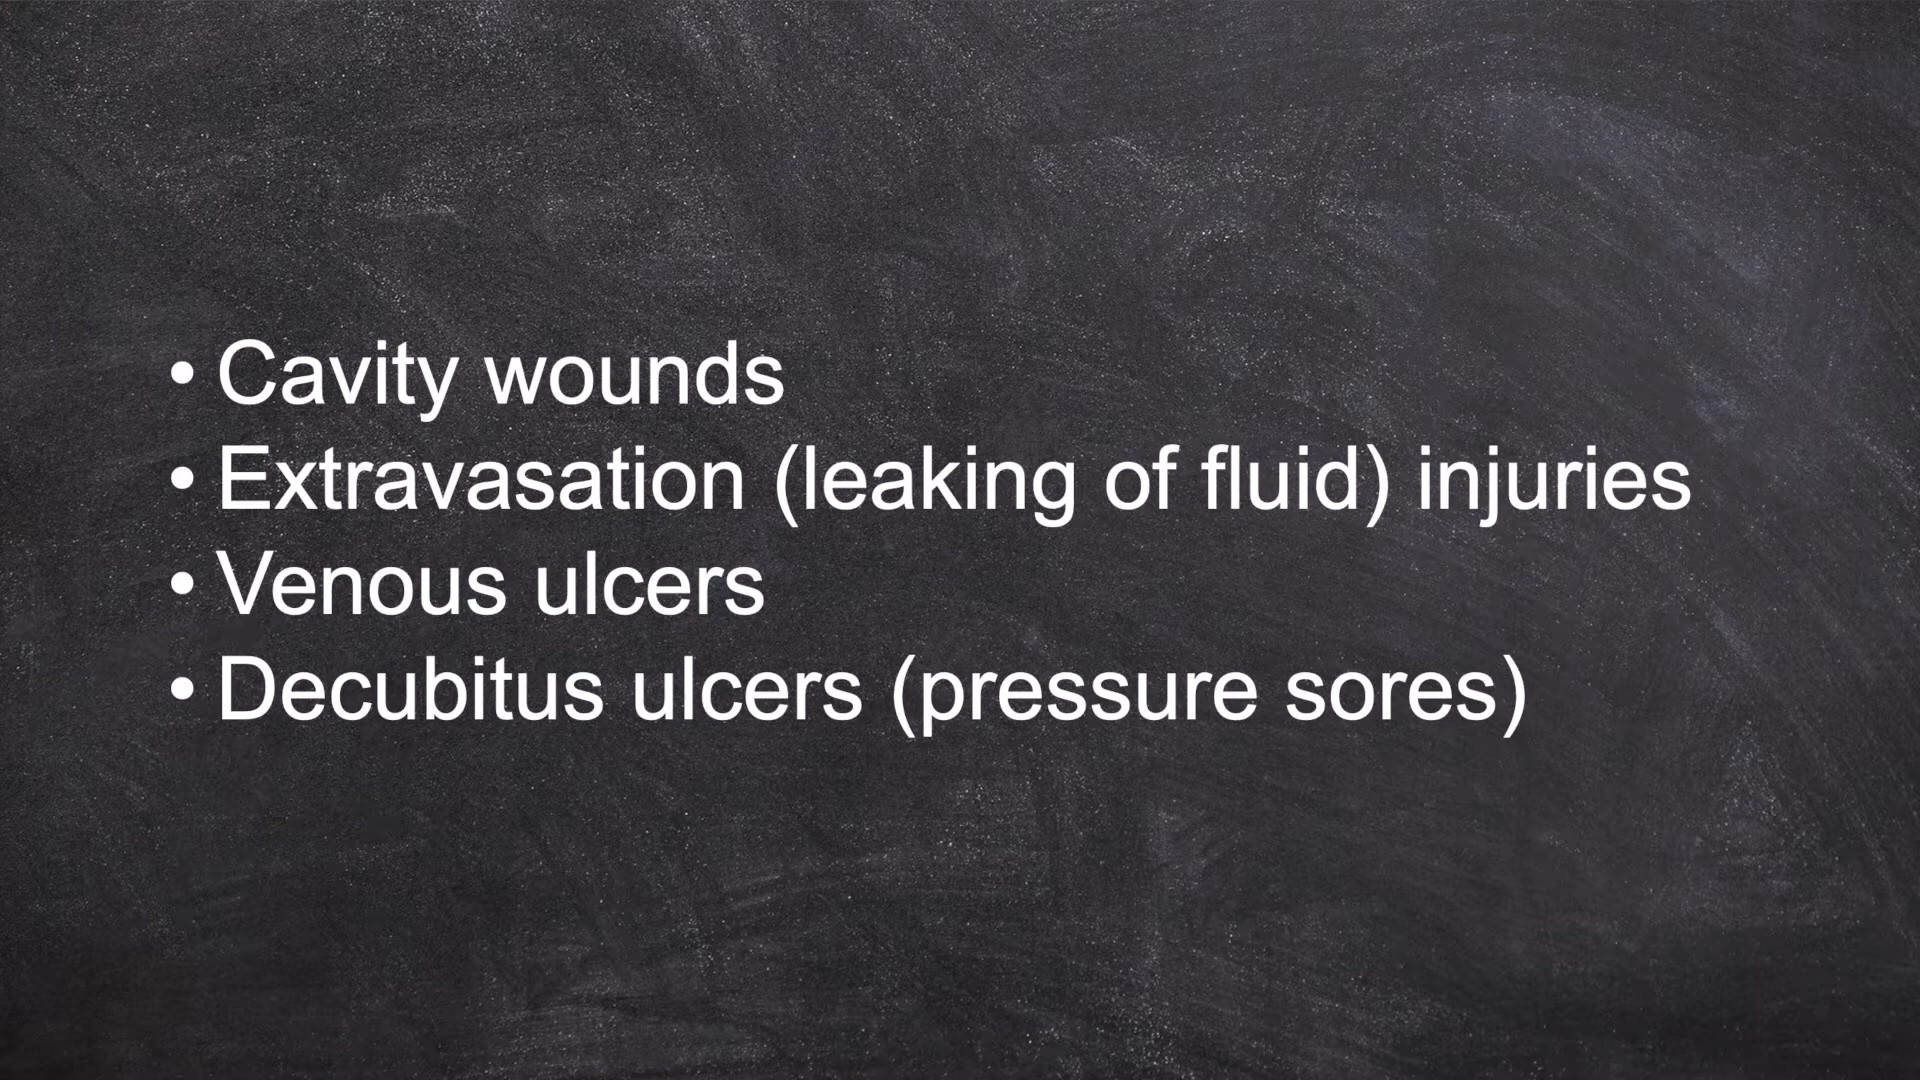 • Cavity wounds
• Extravasation (leaking of fluid) injuries
• Venous ulcers
• Decubitus ulcers (pressure sores)